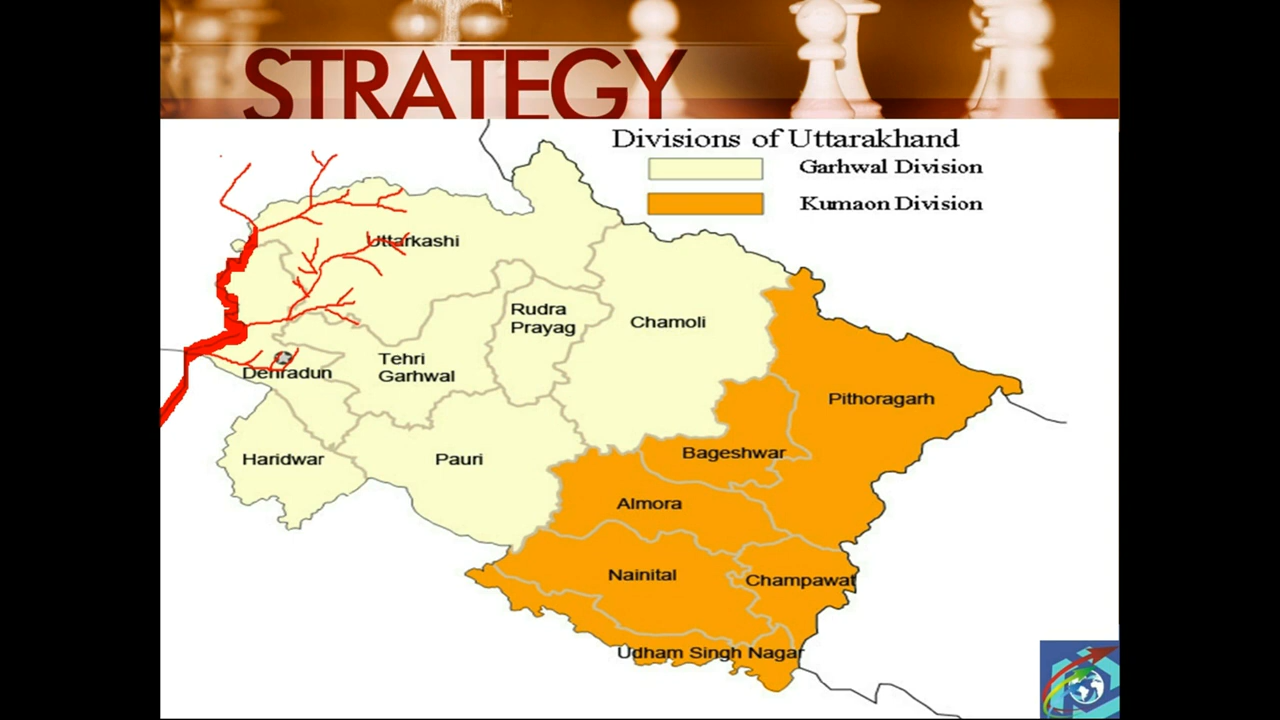 STRATEGY
Divisions of Uttarakhand
Garhwal Division
Kumaon Division
Uttarkashi
Rudra
Prayag
Chamoli
Tehri
Garhwal
Dehradun
Pithoragarh
Haridwar
Pauri
Bageshwar
Almora
Nainital
Champawat
Udham Singh Nagar